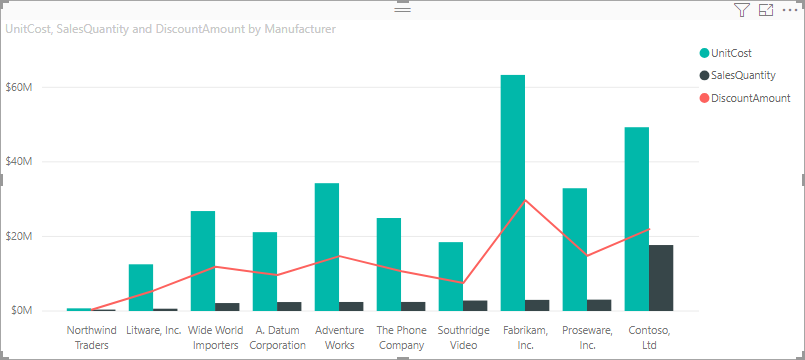 UnitCost, SalesQuantity and DiscountAmount by Manufacturer
UnitCost
SalesQuantity
DiscountAmount
$60M
$40M
$20M
$0M
Northwind
Traders
Litware, Inc.
Wide World
Importers
A. Datum
Corporation
Adventure
Works
The Phone
Company
Southridge
Video
Fabrikam,
Inc.
Proseware,
Inc.
Contoso,
Ltd